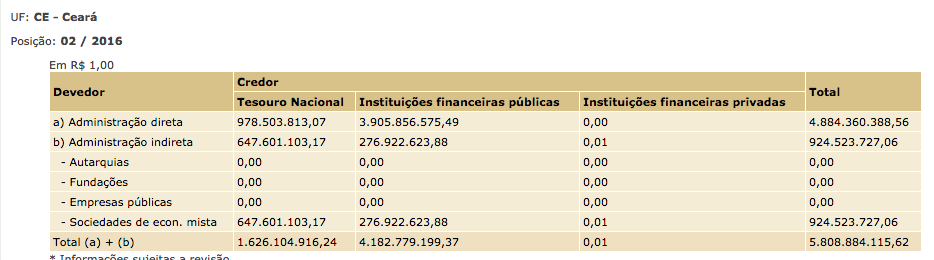 UF: CE - Ceará
Posição: 02 / 2016
Em R$ 1,00
Devedor Credor Total
Tesouro Nacional Instituições financeiras públicas Instituições financeiras privadas
a) Administração direta 978.503.813,07 3.905.856.575,49 0,00 4.884.360.388,56
b) Administração indireta 647.601.103,17 276.922.623,88 0,01 924.523.727,06
- Autarquias 0,00 0,00 0,00 0,00
- Fundações 0,00 0,00 0,00 0,00
- Empresas públicas 0,00 0,00 0,00 0,00
- Sociedades de econ. mista 647.601.103,17 276.922.623,88 0,01 924.523.727,06
Total (a) + (b) 1.626.104.916,24 4.182.779.199,37 0,01 5.808.884.115,62
* Informações sujeitas a revisão